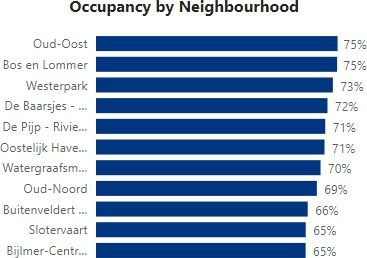 Occupancy by Neighbourhood
Oud-Oost 75%
Bos en Lommer 75%
Westerpark 73%
De Baarsjes - ... 72%
De Pijp - Rivie... 71%
Oostelijk Have... 71%
Watergraafsm... 70%
Oud-Noord 69%
Buitenveldert ... 66%
Slotervaart 65%
Bijlmer-Centr... 65%